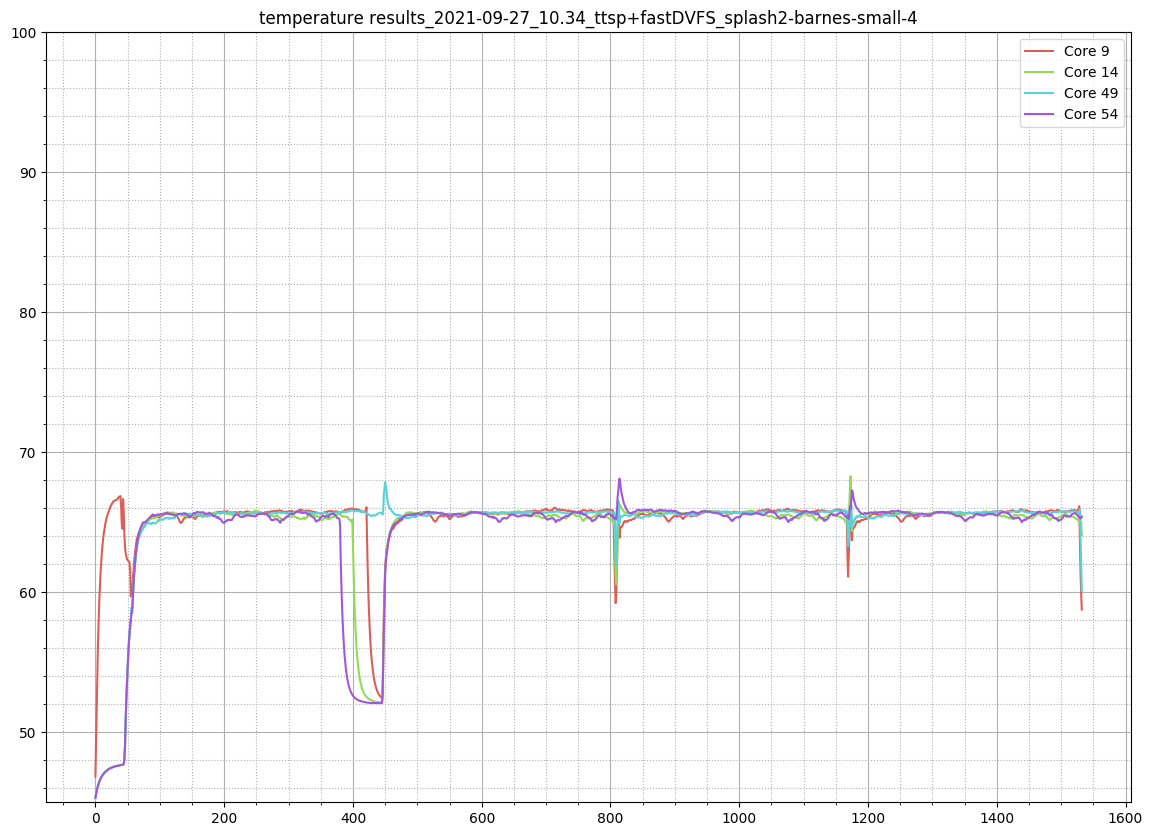 temperature results_2021-09-27_10.34_ttsp+fastDVFS_splash2-barnes-small-4
Core 9
Core 14
Core 49
Core 54
100
90
80
70
60
50
0 200 400 600 800 1000 1200 1400 1600